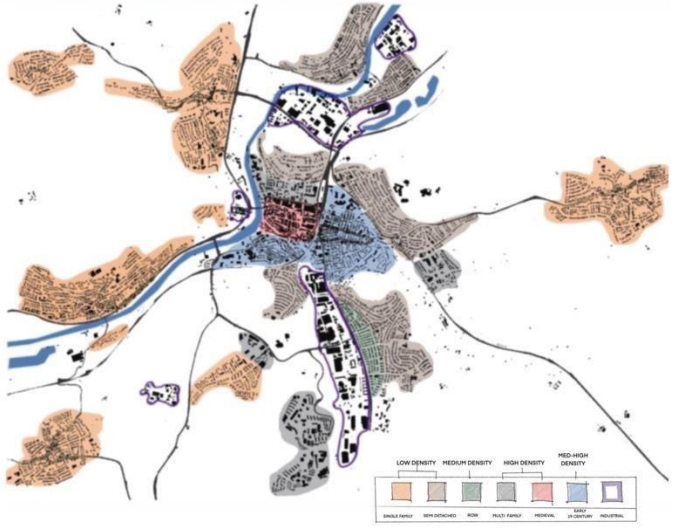 LOW DENSITY MEDIUM DENSITY HIGH DENSITY MED-HIGH DENSITY
SINGLE FAMILY SEMI DETACHED ROW MULTI FAMILY MEDIEVAL EARLY 19 CENTURY INDUSTRIAL